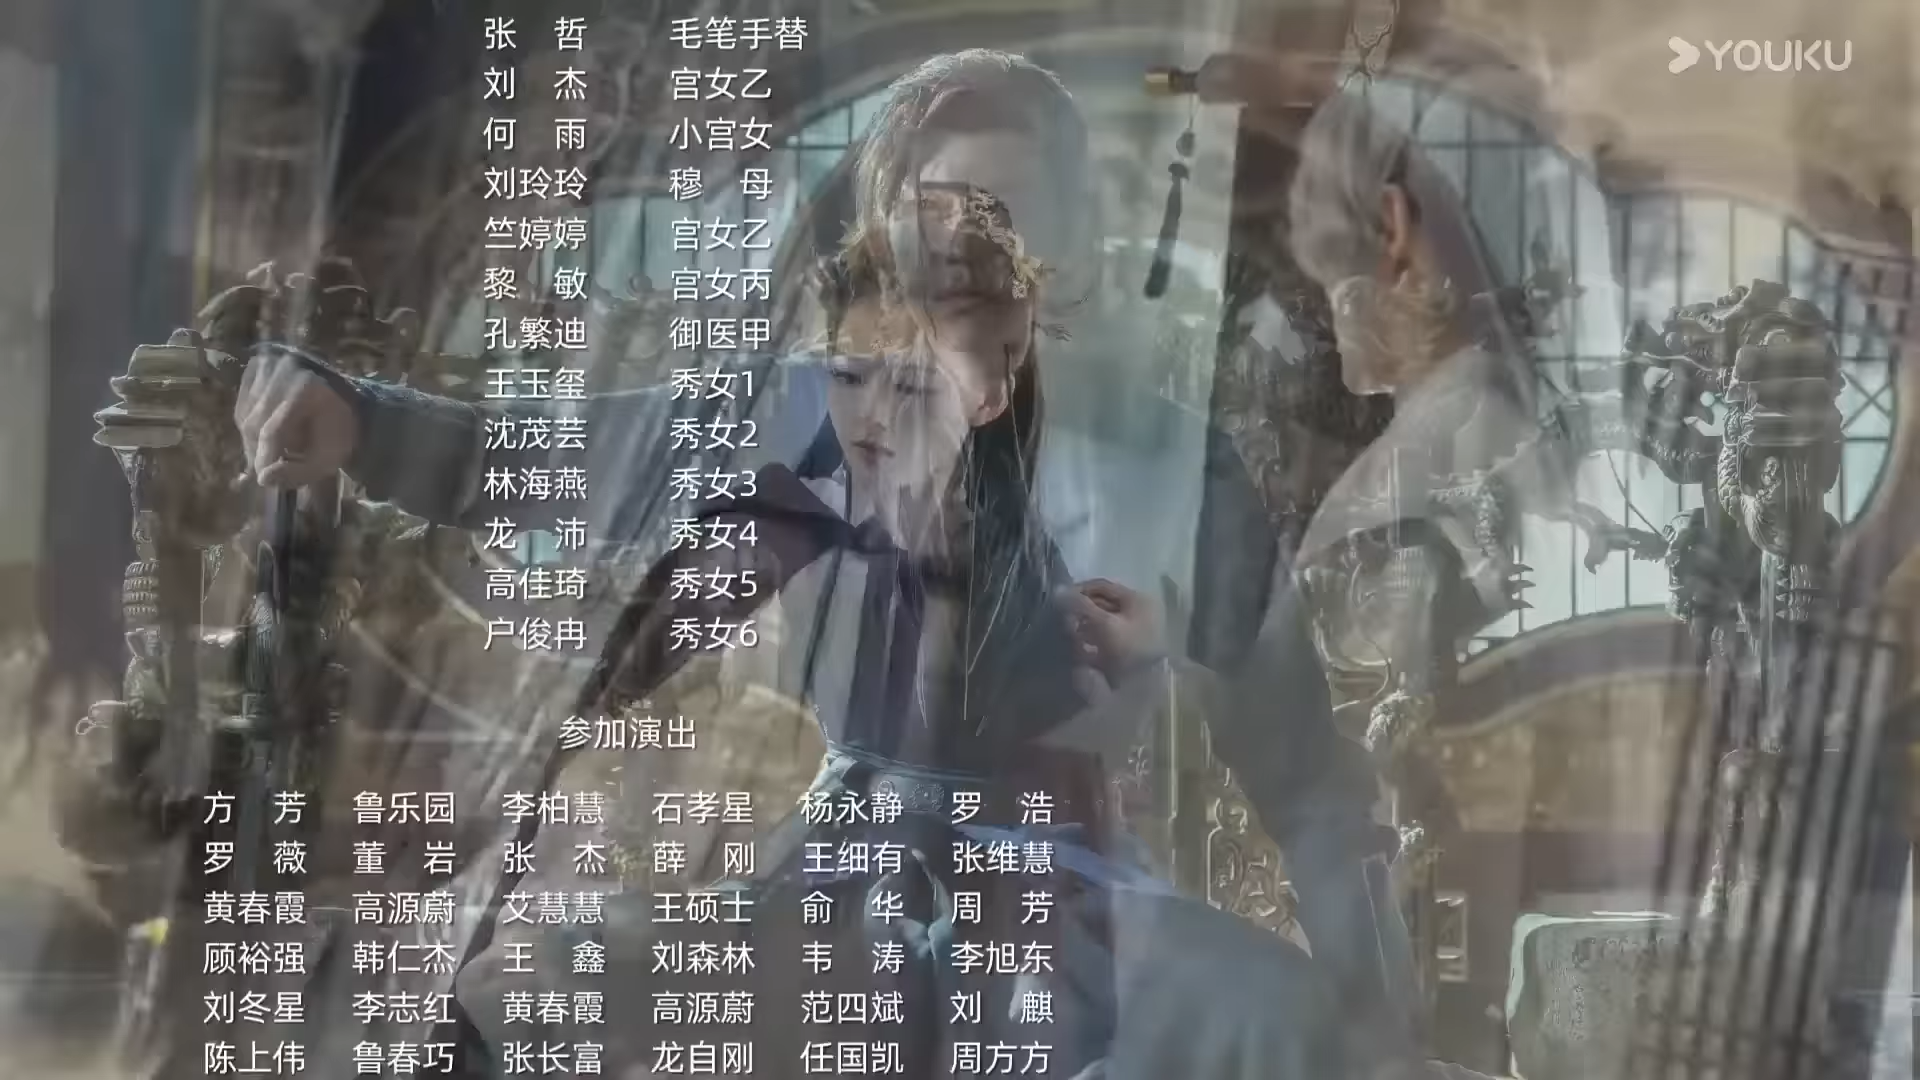 张 哲 毛笔手替
YOUKU
刘 杰 宫女乙
何 雨 小宫女
刘玲玲 穆 母
竺婷婷 宫女乙
黎 敏 宫女丙
孔繁迪 御医甲
王玉玺 秀女1
沈茂芸 秀女2
林海燕 秀女3
龙 沛 秀女4
高佳琦 秀女5
户俊冉 秀女6
参加演出
方 芳 鲁乐园 李柏慧 石孝星 杨永静 罗 浩
罗 薇 董 岩 张 杰 薛 刚 王细有 张维慧
黄春霞 高源蔚 艾慧慧 王硕士 俞 华 周 芳
顾裕强 韩仁杰 王 鑫 刘森林 韦 涛 李旭东
刘冬星 李志红 黄春霞 高源蔚 范四斌 刘 麒
陈上伟 鲁春巧 张长富 龙自刚 任国凯 周方方